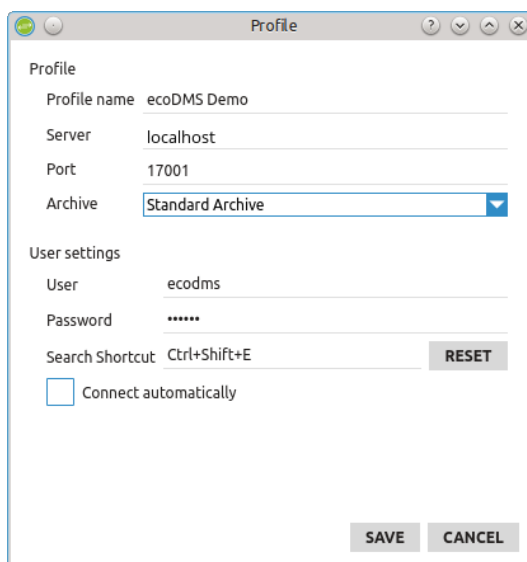 Profile
Profile
Profile name ecoDMS Demo
Server localhost
Port 17001
Archive Standard Archive
User settings
User ecodms
Password ••••••
Search Shortcut Ctrl+Shift+E RESET
Connect automatically
SAVE CANCEL